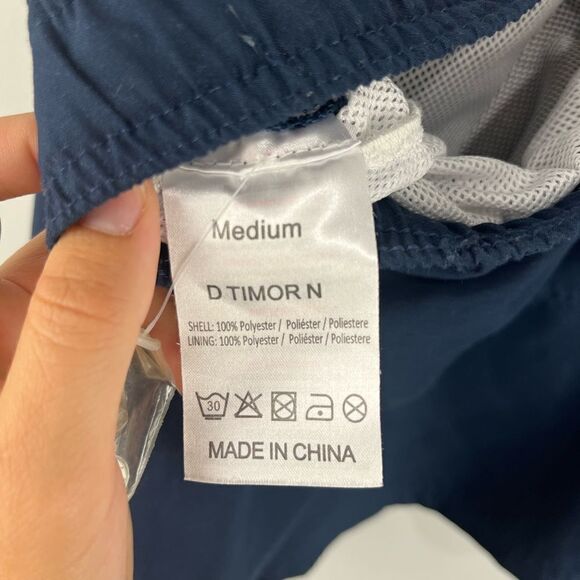 Medium
D TIMOR N
SHELL: 100% Polyester / Poliéster / Poliestere
LINING: 100% Polyester / Poliéster / Poliestere
30
MADE IN CHINA